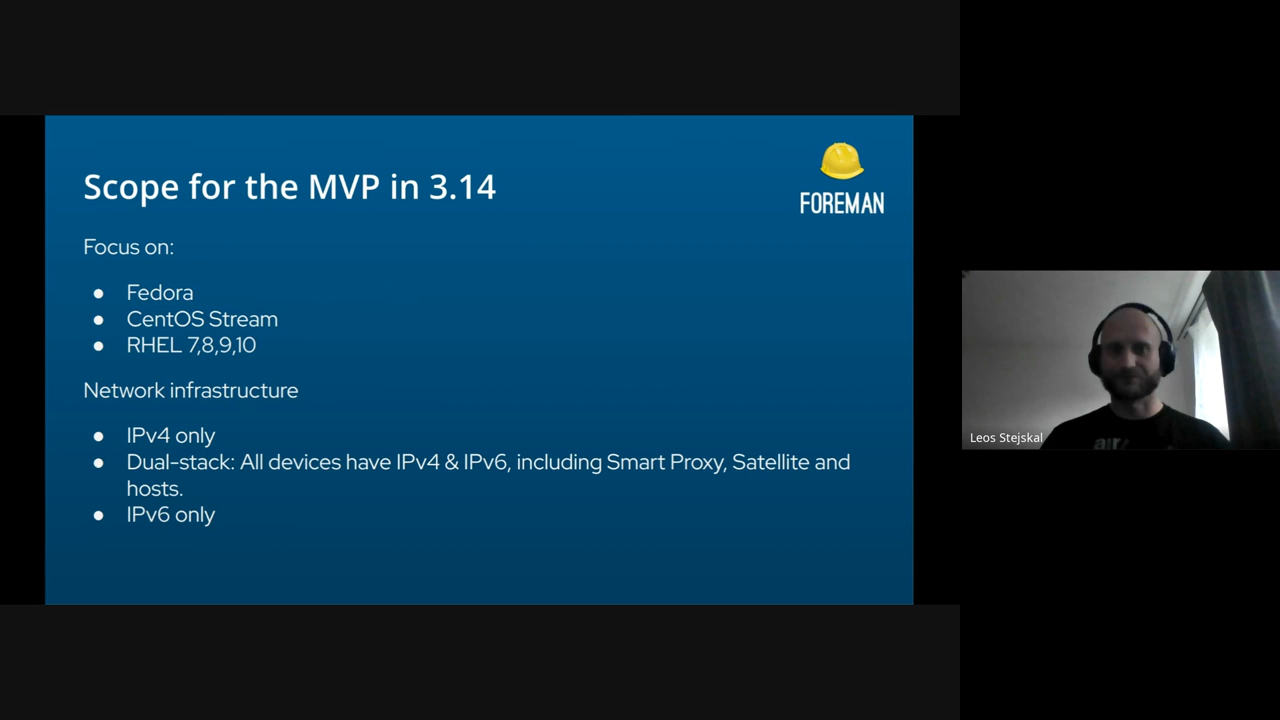 Scope for the MVP in 3.14
FOREMAN
Focus on:
● Fedora
● CentOS Stream
● RHEL 7,8,9,10
Network infrastructure
● IPv4 only
● Dual-stack: All devices have IPv4 & IPv6, including Smart Proxy, Satellite and
hosts.
● IPv6 only
Leos Stejskal